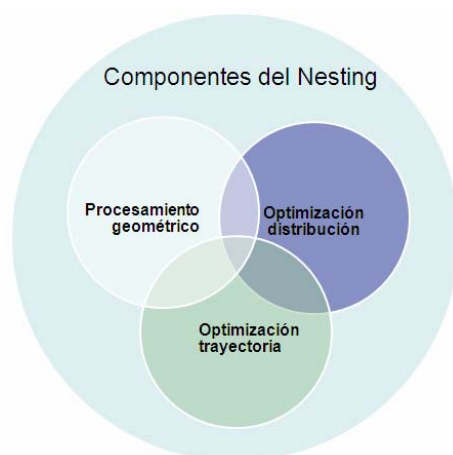 Componentes del Nesting
Procesamiento
geométrico
Optimización
distribución
Optimización
trayectoria